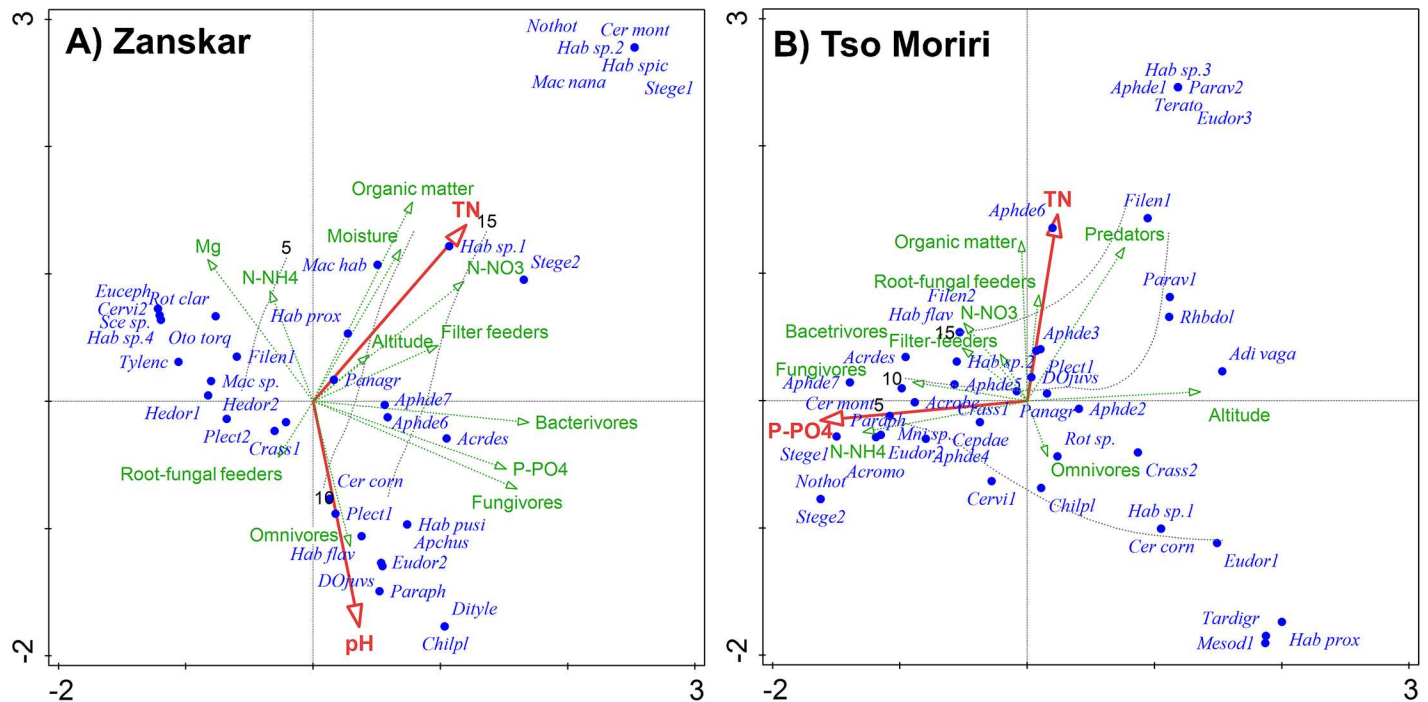 3
A) Zanskar
Nothot
Cer mont
Hab sp.2
Hab spic
Mac nana
Stege1
Organic matter
TN
15
Moisture
Hab sp.1
Mg
5
N-NH4
Mac hab
N-NO3
Stege2
Euceph
Rot clar
Cervi2
Sce sp.
Hab sp.4
Oto torq
Hab prox
Altitude
Filter feeders
Tylenc
Filen1
Mac sp.
Panagr
Hedor1
Hedor2
Aphde7
Plect2
Aphde6
Bacterivores
Crass1
Acrdes
Root-fungal feeders
P-PO4
Cer corn
Fungivores
10
Plect1
Hab pusi
Omnivores
Apchus
Hab flav
Eudor2
DOjuvs
Paraph
Dityle
pH
Chilpl
-2
-2
3
3
B) Tso Moriri
Hab sp.3
Aphde1
Parav2
Terato
Eudor3
TN
Aphde6
Filen1
Organic matter
Predators
Root-fungal feeders
Parav1
Filen2
Hab flav
N-NO3
Rhbdol
Bacetrivores
15
Filter-feeders
Aphde3
Acrdes
Hab sp.2
Plect1
Adi vaga
Fungivores
10
DOjuvs
Aphde7
Aphde5
Cer mont
5
Acrobe
Crass1
Panagr
Aphde2
Altitude
P-PO4
Paraph
Mni sp.
Cepdae
Rot sp.
Stege1
N-NH4
Eudor2
Aphde4
Acromo
Omnivores
Crass2
Nothot
Cervi1
Chilpl
Stege2
Hab sp.1
Cer corn
Eudor1
Tardigr
Mesod1
Hab prox
-2
-2
3